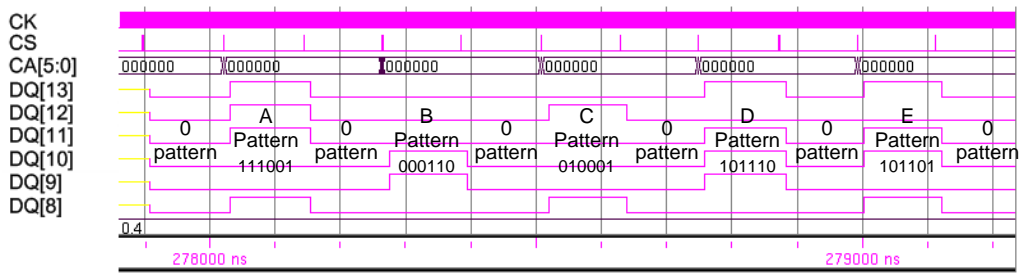 CK
CS
CA[5:0] 000000 000000 000000 000000 000000 000000
DQ[13]
DQ[12]
DQ[11]
DQ[10]
DQ[9]
DQ[8]
0 pattern
A Pattern 111001
0 pattern
B Pattern 000110
0 pattern
C Pattern 010001
0 pattern
D Pattern 101110
0 pattern
E Pattern 101101
0 pattern
0.4
278000 ns 279000 ns